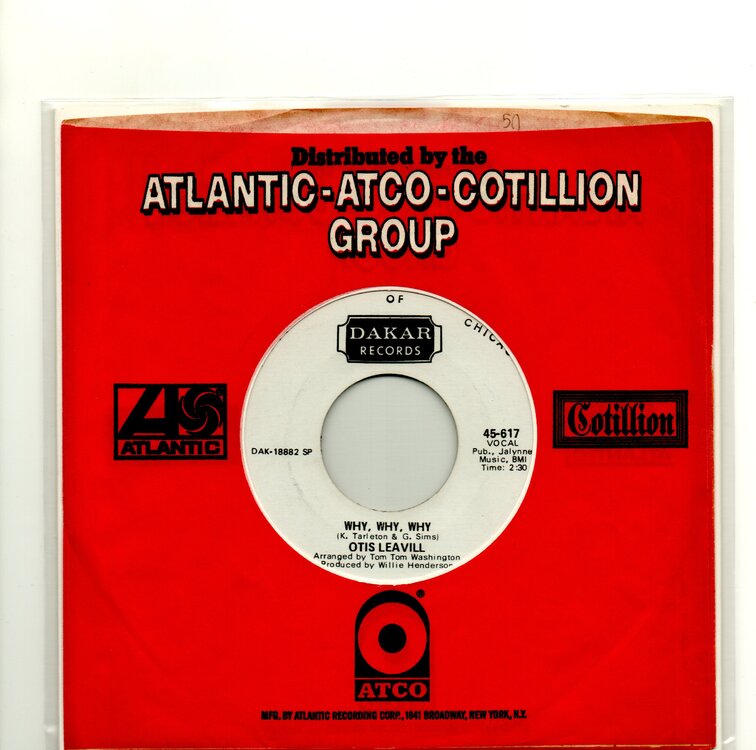 50
Distributed by the
ATLANTIC-ATCO-COTILLION
GROUP
OF
DAKAR
RECORDS
ATLANTIC
Cotillion
DAK-18882 SP
45-617
VOCAL
Pub., Jalynne
Music, BMI
Time: 2:30
WHY, WHY, WHY
(K. Tarleton & G. Sims)
OTIS LEAVILL
Arranged by Tom Tom Washington
Produced by Willie Henderson
®
ATCO
MFG. BY ATLANTIC RECORDING CORP., 1841 BROADWAY, NEW YORK, N.Y.